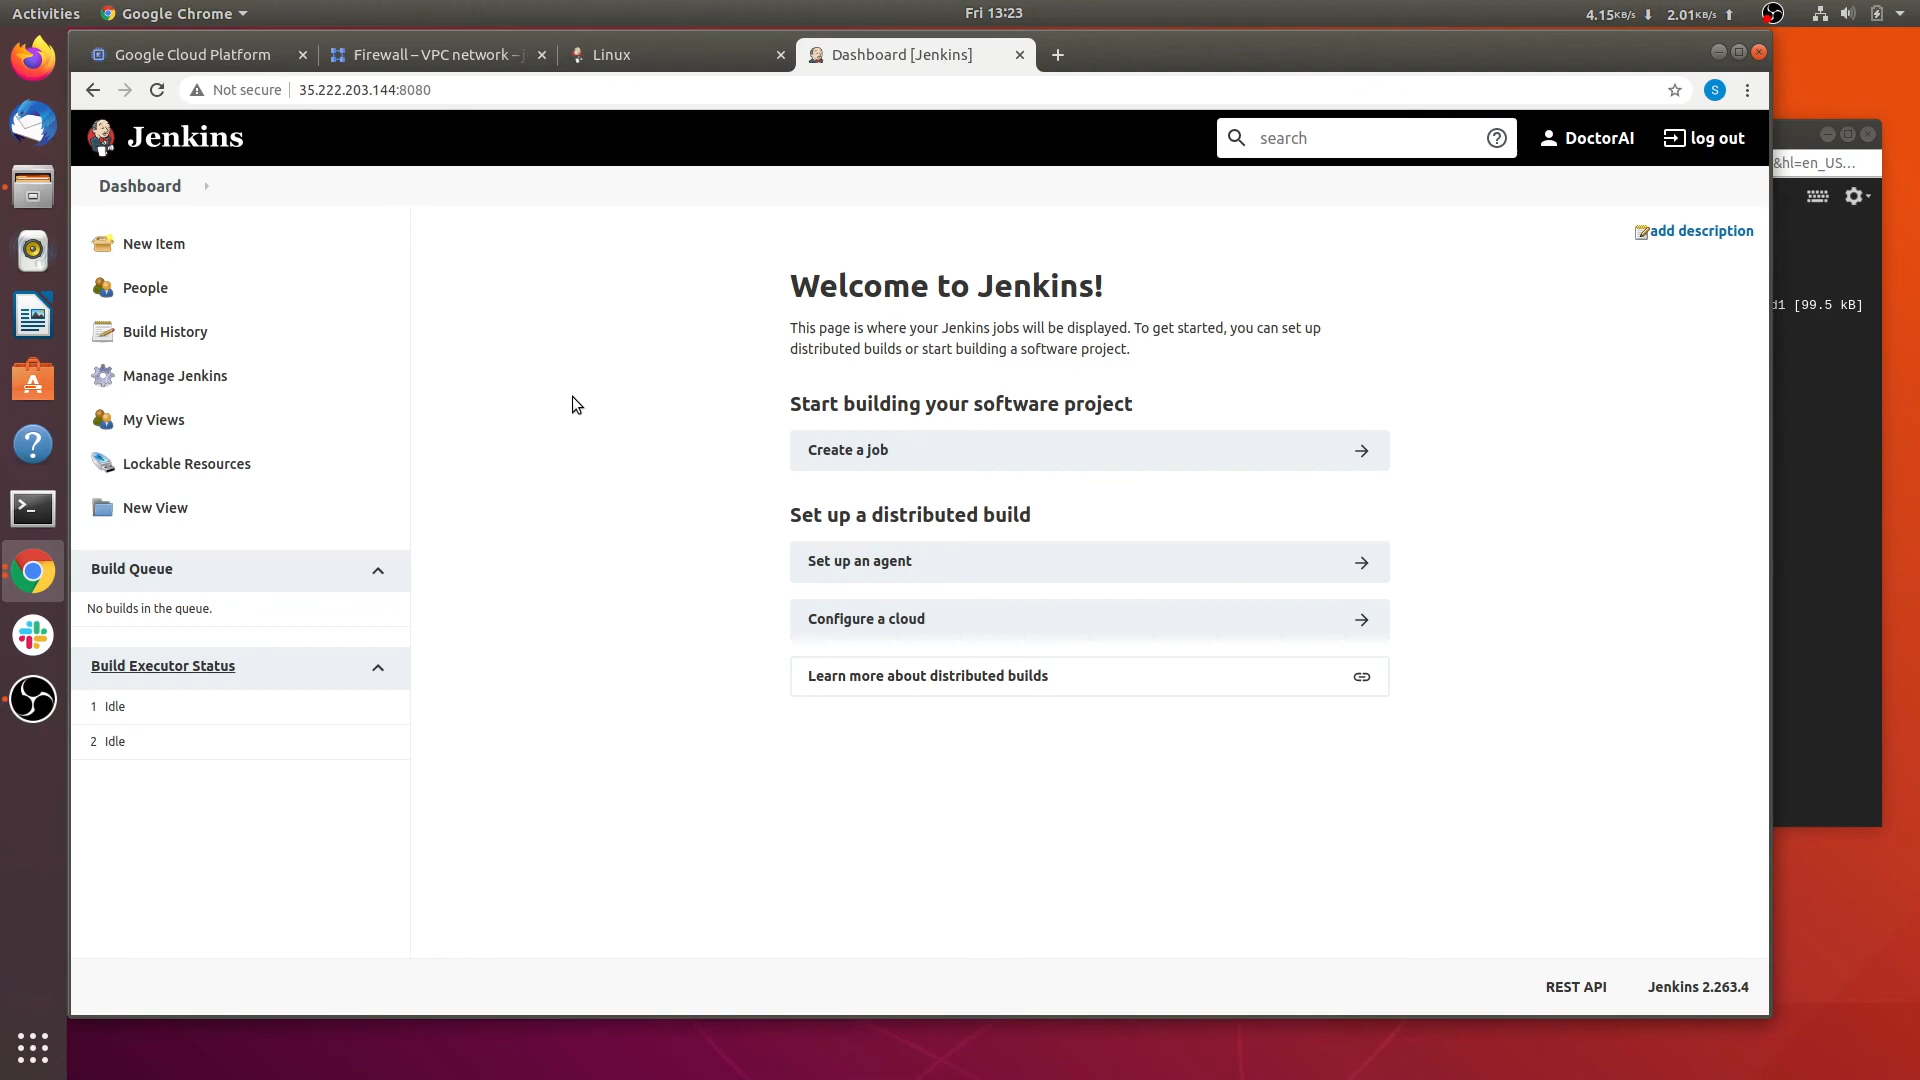 Activities
Google Chrome
Fri 13:23
4.15KB/s
2.01KB/s
Google Cloud Platform
Firewall – VPC network – j
Linux
Dashboard [Jenkins]
Not secure
35.222.203.144:8080
S
Jenkins
search
DoctorAI
log out
&hl=en_US...
Dashboard
add description
New Item
People
Build History
Manage Jenkins
My Views
Lockable Resources
New View
Build Queue
No builds in the queue.
Build Executor Status
1 Idle
2 Idle
Welcome to Jenkins!
This page is where your Jenkins jobs will be displayed. To get started, you can set up
distributed builds or start building a software project.
Start building your software project
Create a job
Set up a distributed build
Set up an agent
Configure a cloud
Learn more about distributed builds
[99.5 kB]
REST API
Jenkins 2.263.4